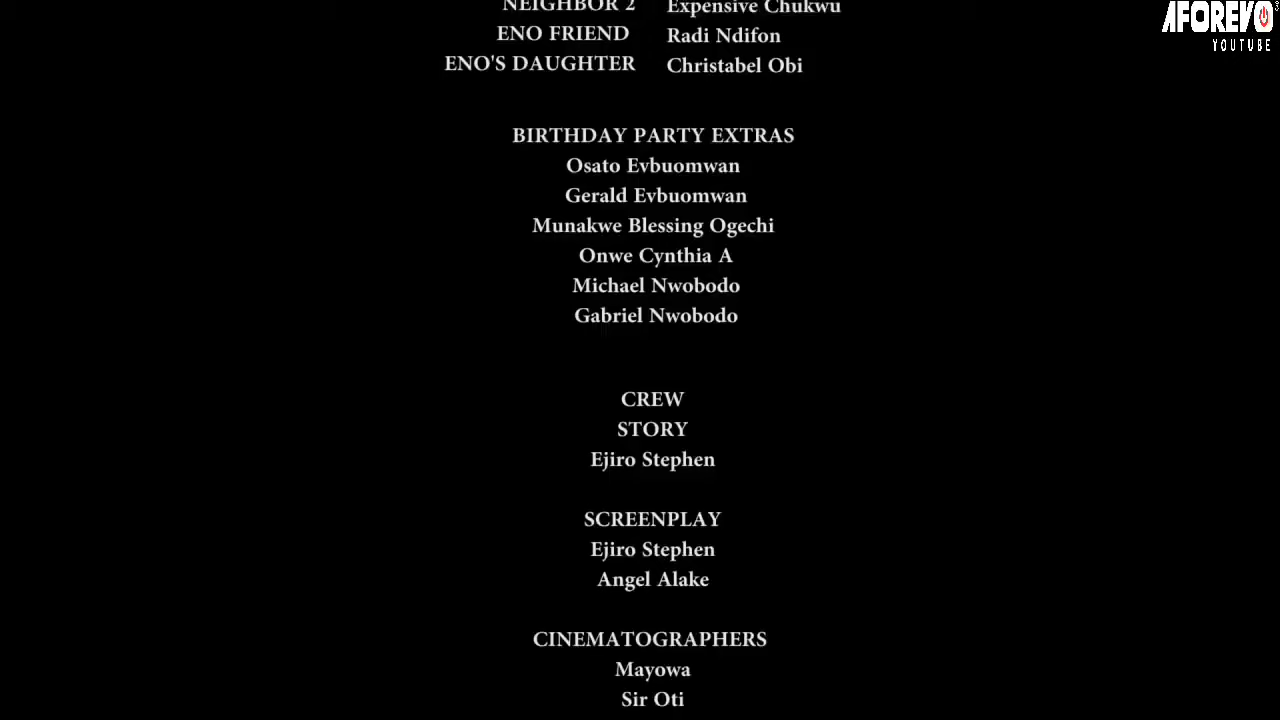 NEIGHBOR 2 Expensive Chukwu
AFOREVO
YOUTUBE
ENO FRIEND Radi Ndifon
ENO'S DAUGHTER Christabel Obi
BIRTHDAY PARTY EXTRAS
Osato Evbuomwan
Gerald Evbuomwan
Munakwe Blessing Ogechi
Onwe Cynthia A
Michael Nwobodo
Gabriel Nwobodo
CREW
STORY
Ejiro Stephen
SCREENPLAY
Ejiro Stephen
Angel Alake
CINEMATOGRAPHERS
Mayowa
Sir Oti